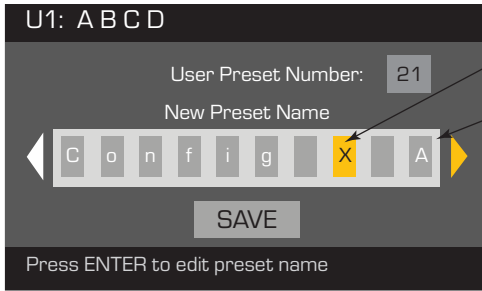 U1: A B C D
User Preset Number: 21
New Preset Name
C o n f i g X A
SAVE
Press ENTER to edit preset name